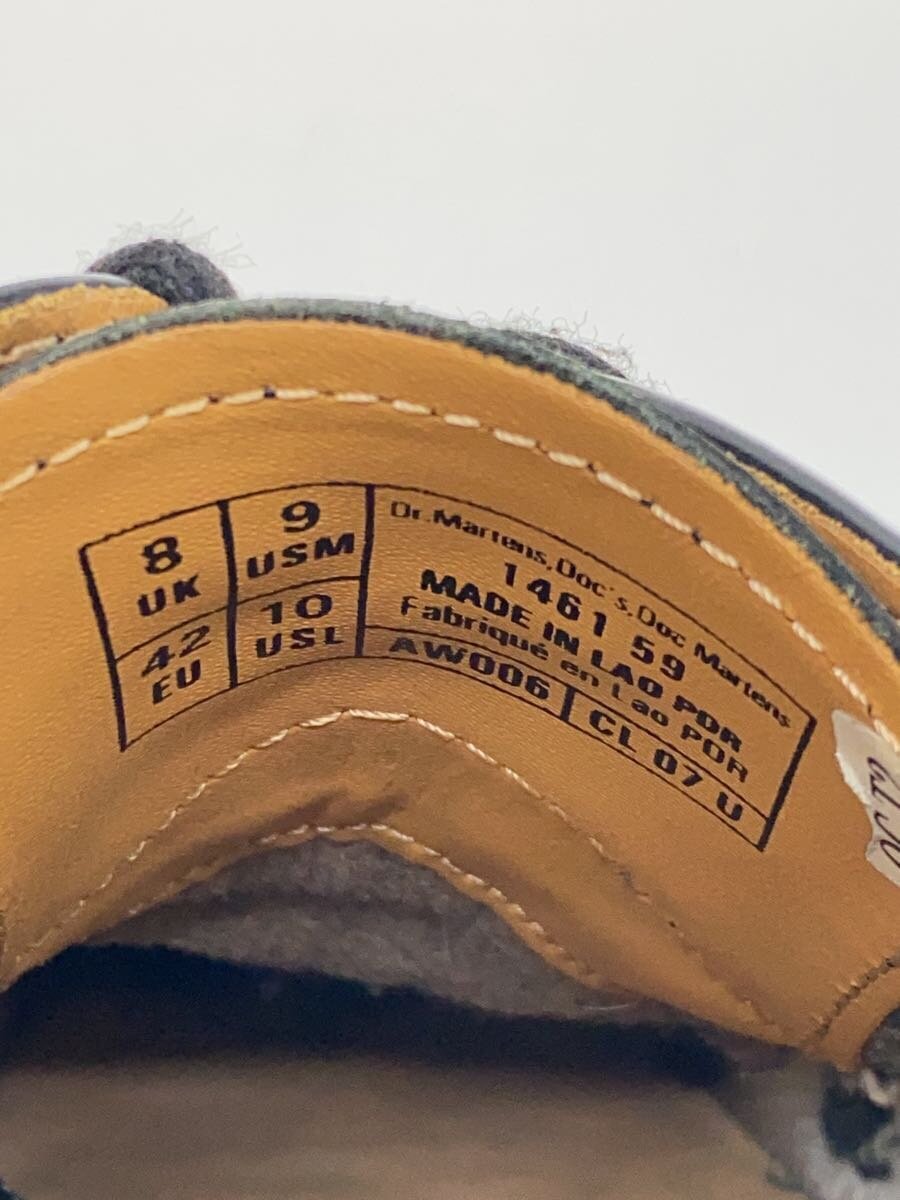 8
UK
9
USM
42
EU
10
USL
Dr.Martens,Doc's,Doc Martens
1461 59
MADE IN LAO PDR
Fabriqué en Lao PDR
AW006
CL 07 U